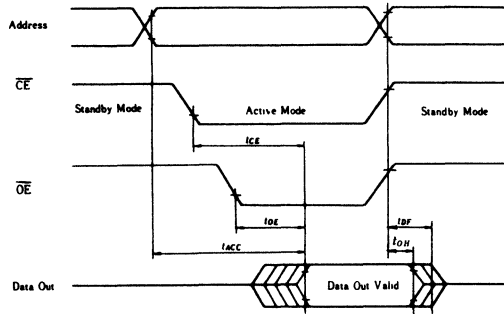 Address
CE
Standby Mode
Active Mode
Standby Mode
tCE
OE
tOE
tDF
tOH
tACC
Data Out
Data Out Valid